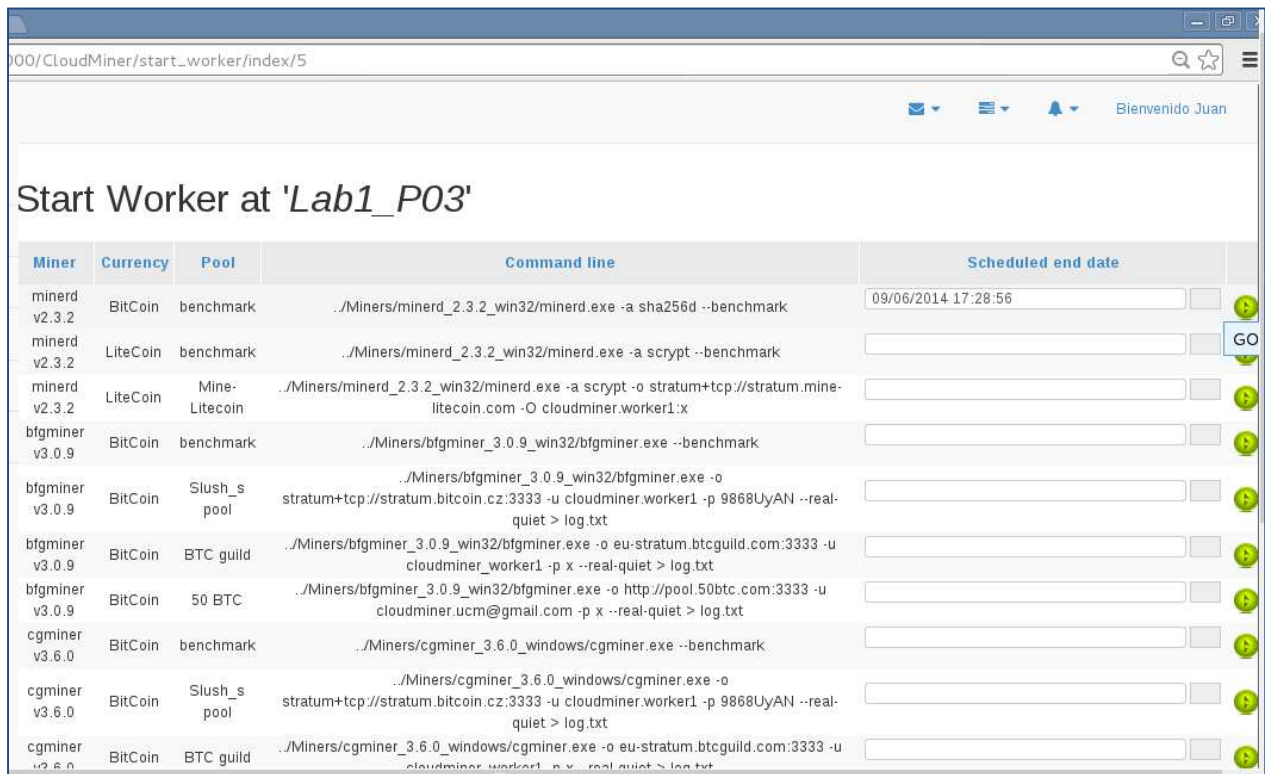 000/CloudMiner/start_worker/index/5
Bienvenido Juan
Start Worker at 'Lab1_P03'
Miner Currency Pool Command line Scheduled end date
minerd v2.3.2 BitCoin benchmark ../Miners/minerd_2.3.2_win32/minerd.exe -a sha256d --benchmark 09/06/2014 17:28:56
GO
minerd v2.3.2 LiteCoin benchmark ../Miners/minerd_2.3.2_win32/minerd.exe -a scrypt --benchmark
minerd v2.3.2 LiteCoin Mine-Litecoin ../Miners/minerd_2.3.2_win32/minerd.exe -a scrypt -o stratum+tcp://stratum.mine-
litecoin.com -O cloudminer.worker1:x
bfgminer v3.0.9 BitCoin benchmark ../Miners/bfgminer_3.0.9_win32/bfgminer.exe --benchmark
bfgminer v3.0.9 BitCoin Slush_s pool ../Miners/bfgminer_3.0.9_win32/bfgminer.exe -o
stratum+tcp://stratum.bitcoin.cz:3333 -u cloudminer.worker1 -p 9868UyAN --real-
quiet > log.txt
bfgminer v3.0.9 BitCoin BTC guild ../Miners/bfgminer_3.0.9_win32/bfgminer.exe -o eu-stratum.btcguild.com:3333 -u
cloudminer_worker1 -p x --real-quiet > log.txt
bfgminer v3.0.9 BitCoin 50 BTC ../Miners/bfgminer_3.0.9_win32/bfgminer.exe -o http://pool.50btc.com:3333 -u
cloudminer.ucm@gmail.com -p x --real-quiet > log.txt
cgminer v3.6.0 BitCoin benchmark ../Miners/cgminer_3.6.0_windows/cgminer.exe --benchmark
cgminer v3.6.0 BitCoin Slush_s pool ../Miners/cgminer_3.6.0_windows/cgminer.exe -o
stratum+tcp://stratum.bitcoin.cz:3333 -u cloudminer.worker1 -p 9868UyAN --real-
quiet > log.txt
cgminer v3.6.0 BitCoin BTC guild ../Miners/cgminer_3.6.0_windows/cgminer.exe -o eu-stratum.btcguild.com:3333 -u